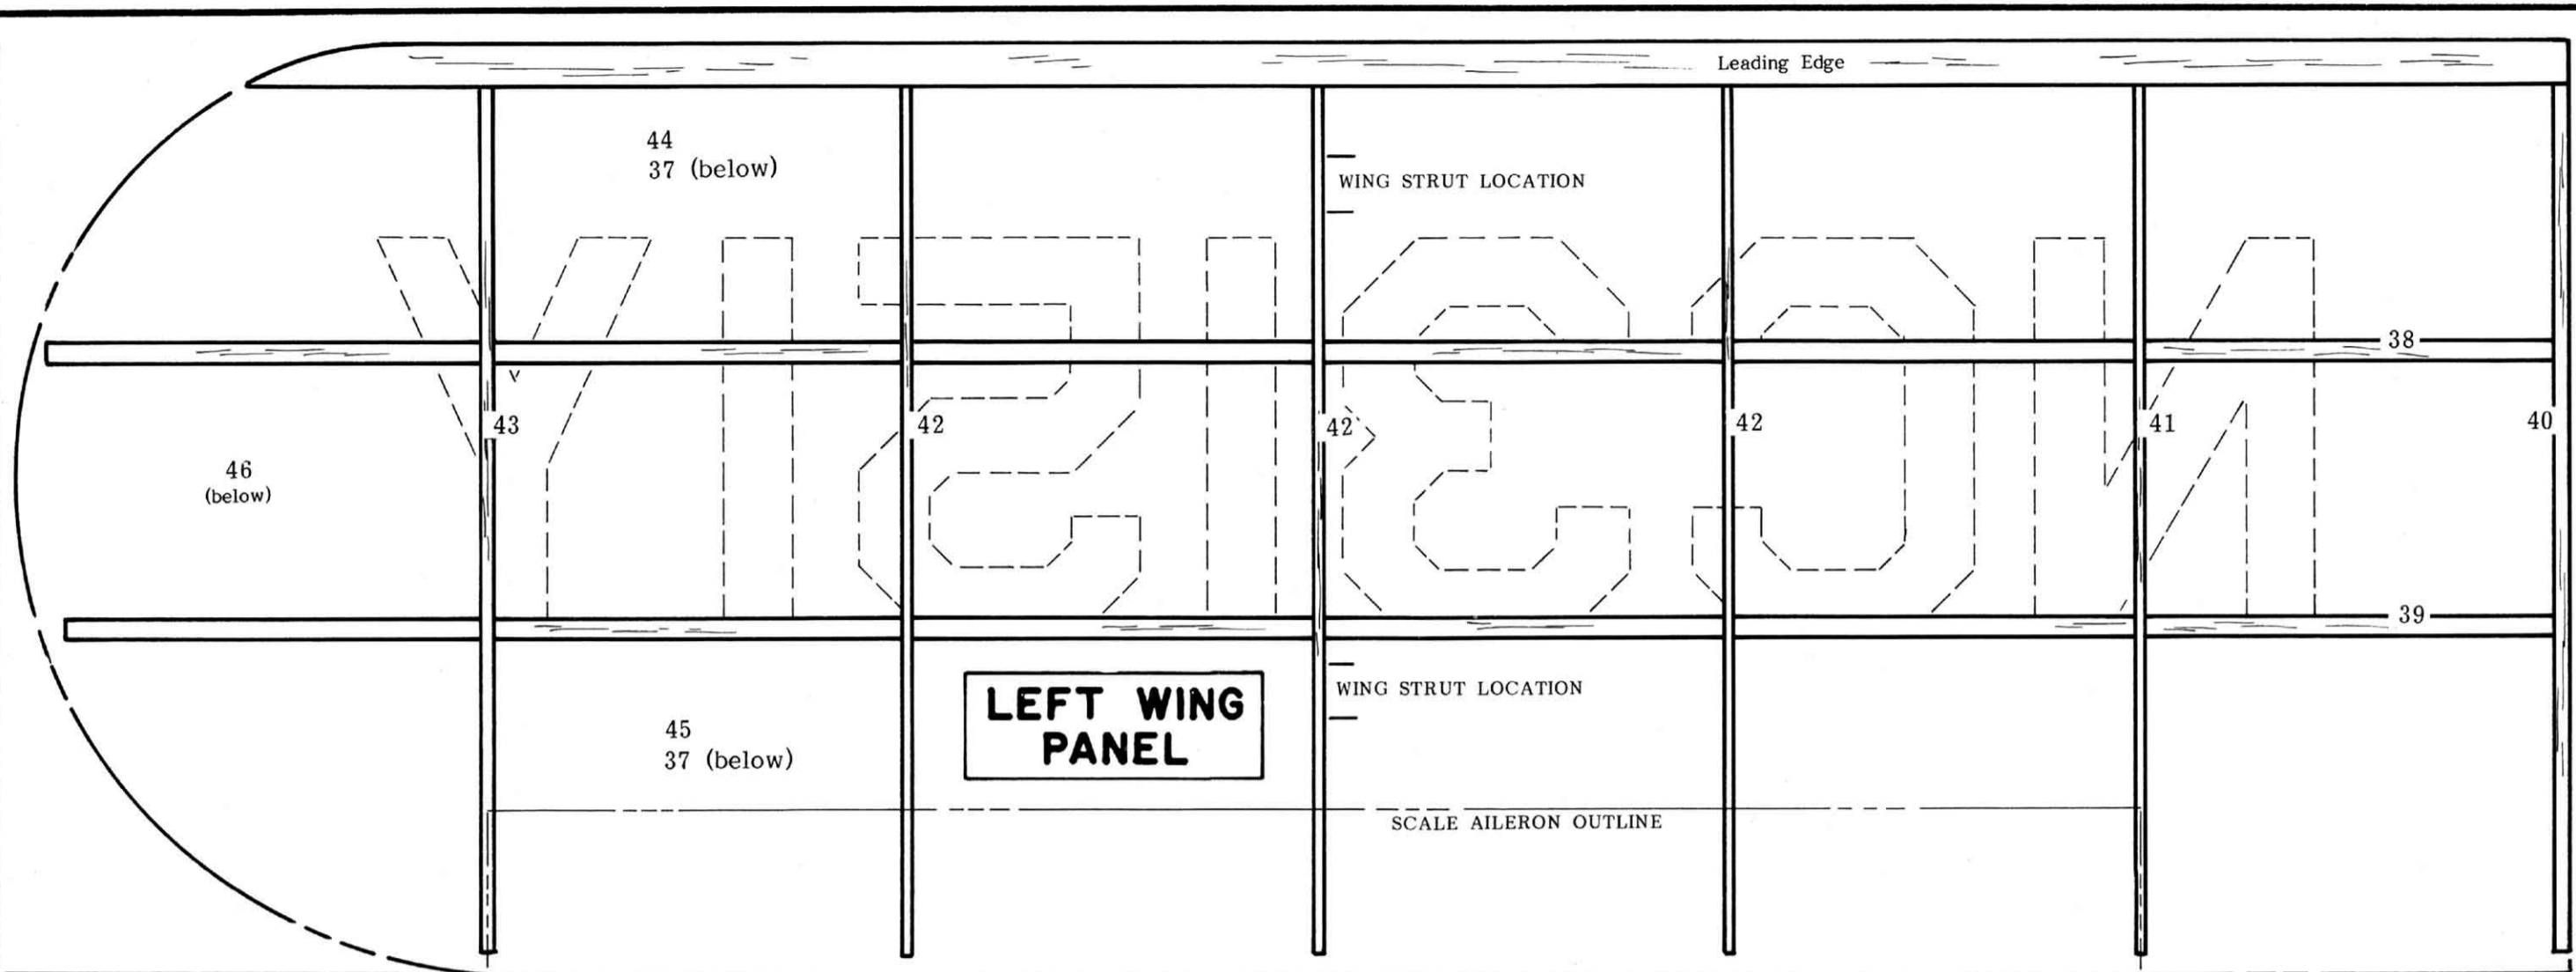 Leading Edge
44
37 (below)
WING STRUT LOCATION
NC3151Y
38
43
42
42
42
41
40
46
(below)
39
LEFT WING
PANEL
WING STRUT LOCATION
45
37 (below)
SCALE AILERON OUTLINE